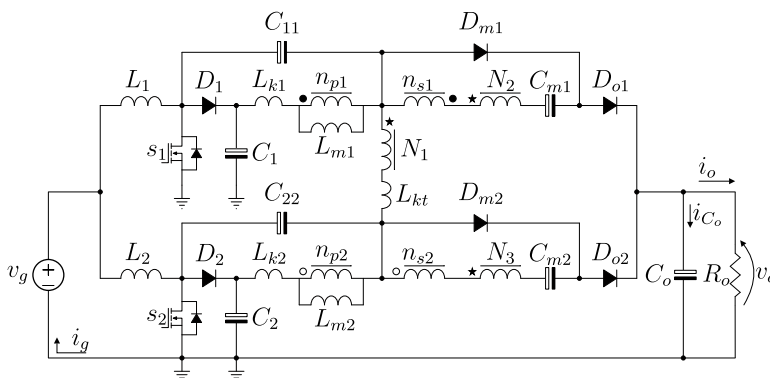 C11 Dm1
L1 D1 Lk1 np1 ns1 N2 Cm1 Do1
s1 C1 Lm1 N1
Lkt
io
C22 Dm2 iCo
L2 D2 Lk2 np2 ns2 N3 Cm2 Do2
vg Co Ro
s2 C2 Lm2
ig